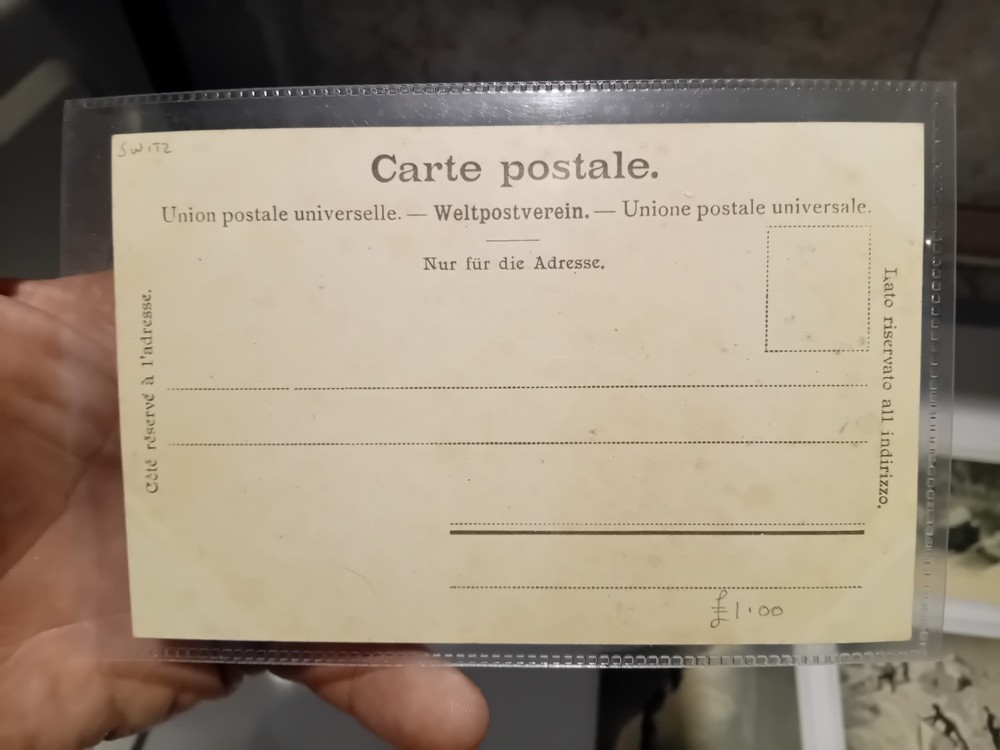 SWITZ
Carte postale.
Union postale universelle. — Weltpostverein. — Unione postale universale.
Nur für die Adresse.
Côté réservé à l'adresse.
Lato riservato all indirizzo.
£1.00